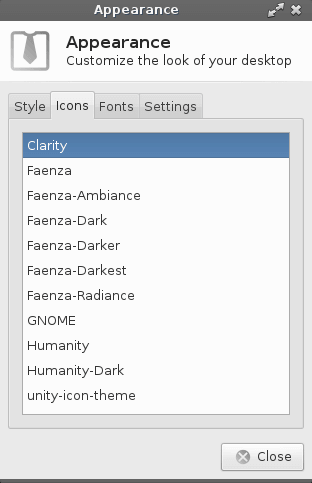 Appearance
Appearance
Customize the look of your desktop
Style Icons Fonts Settings
Clarity
Faenza
Faenza-Ambiance
Faenza-Dark
Faenza-Darker
Faenza-Darkest
Faenza-Radiance
GNOME
Humanity
Humanity-Dark
unity-icon-theme
Close